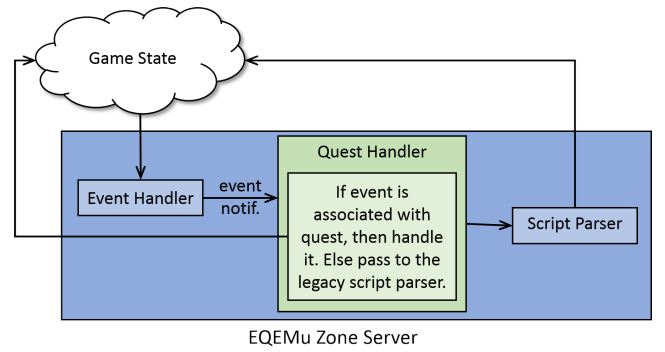 Game State
Quest Handler
Event Handler
event
notif.
If event is
associated with
quest, then handle
it. Else pass to the
legacy script parser.
Script Parser
EQEMu Zone Server